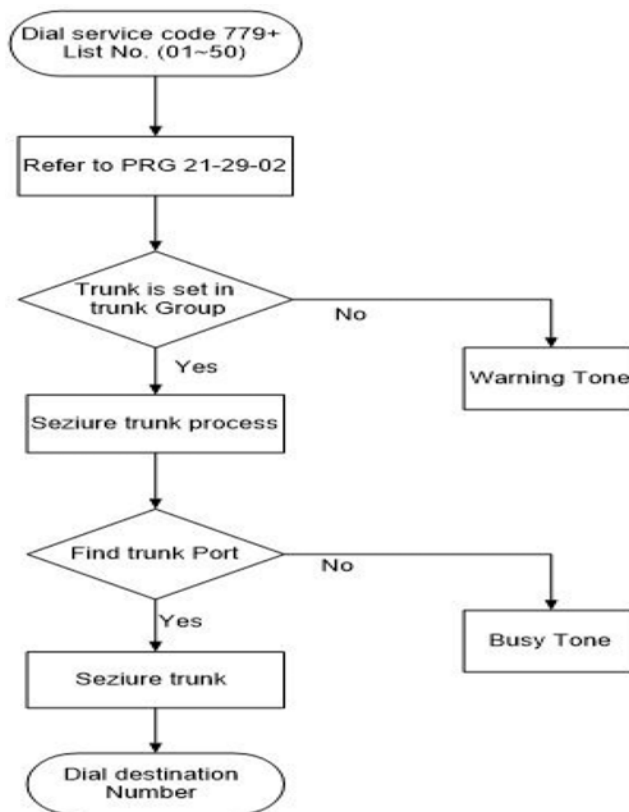 Dial service code 779+
List No. (01~50)
Refer to PRG 21-29-02
Trunk is set in
trunk Group
No
Yes
Warning Tone
Seziure trunk process
Find trunk Port
No
Yes
Busy Tone
Seziure trunk
Dial destination
Number